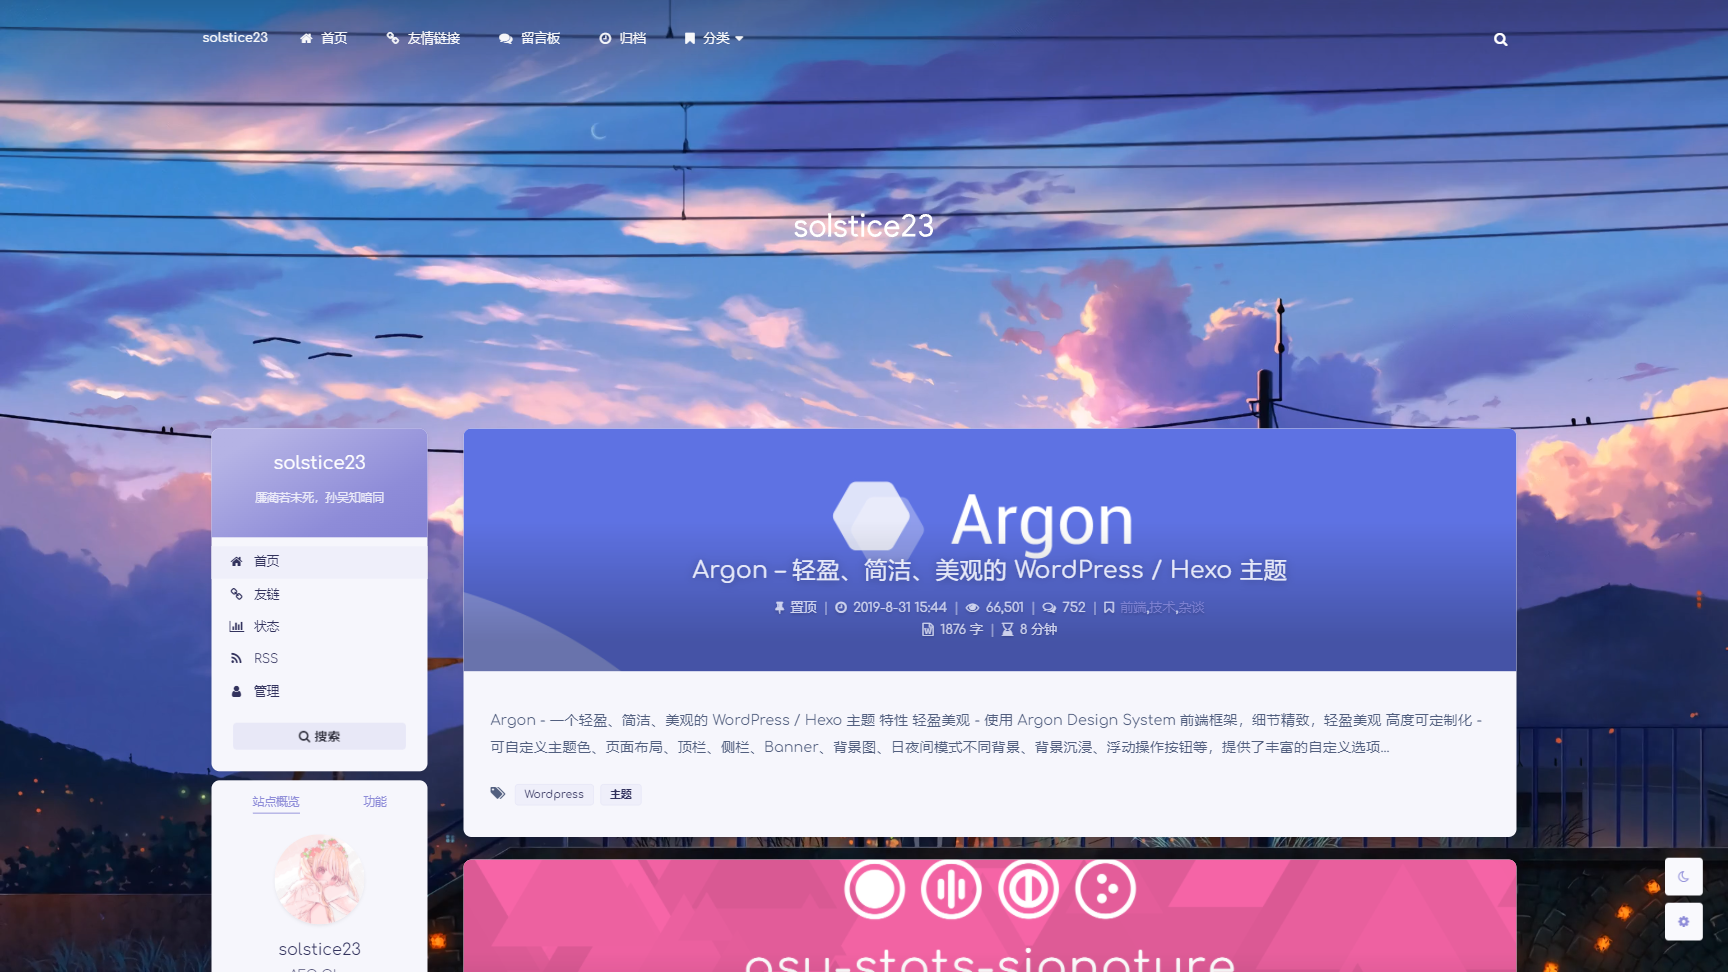 solstice23 首页 友情链接 留言板 归档 分类
solstice23
solstice23
廉蔺若未死，孙吴知暗同
首页
友链
状态
RSS
管理
搜索
站点概览 功能
solstice23
Argon
Argon – 轻盈、简洁、美观的 WordPress / Hexo 主题
置顶 | 2019-8-31 15:44 | 66,501 | 752 | 前端,技术,杂谈
1876 字 | 8 分钟
Argon - 一个轻盈、简洁、美观的 WordPress / Hexo 主题 特性 轻盈美观 - 使用 Argon Design System 前端框架，细节精致，轻盈美观 高度可定制化 -
可自定义主题色、页面布局、顶栏、侧栏、Banner、背景图、日夜间模式不同背景、背景沉浸、浮动操作按钮等，提供了丰富的自定义选项...
Wordpress 主题
osu-stats-signature